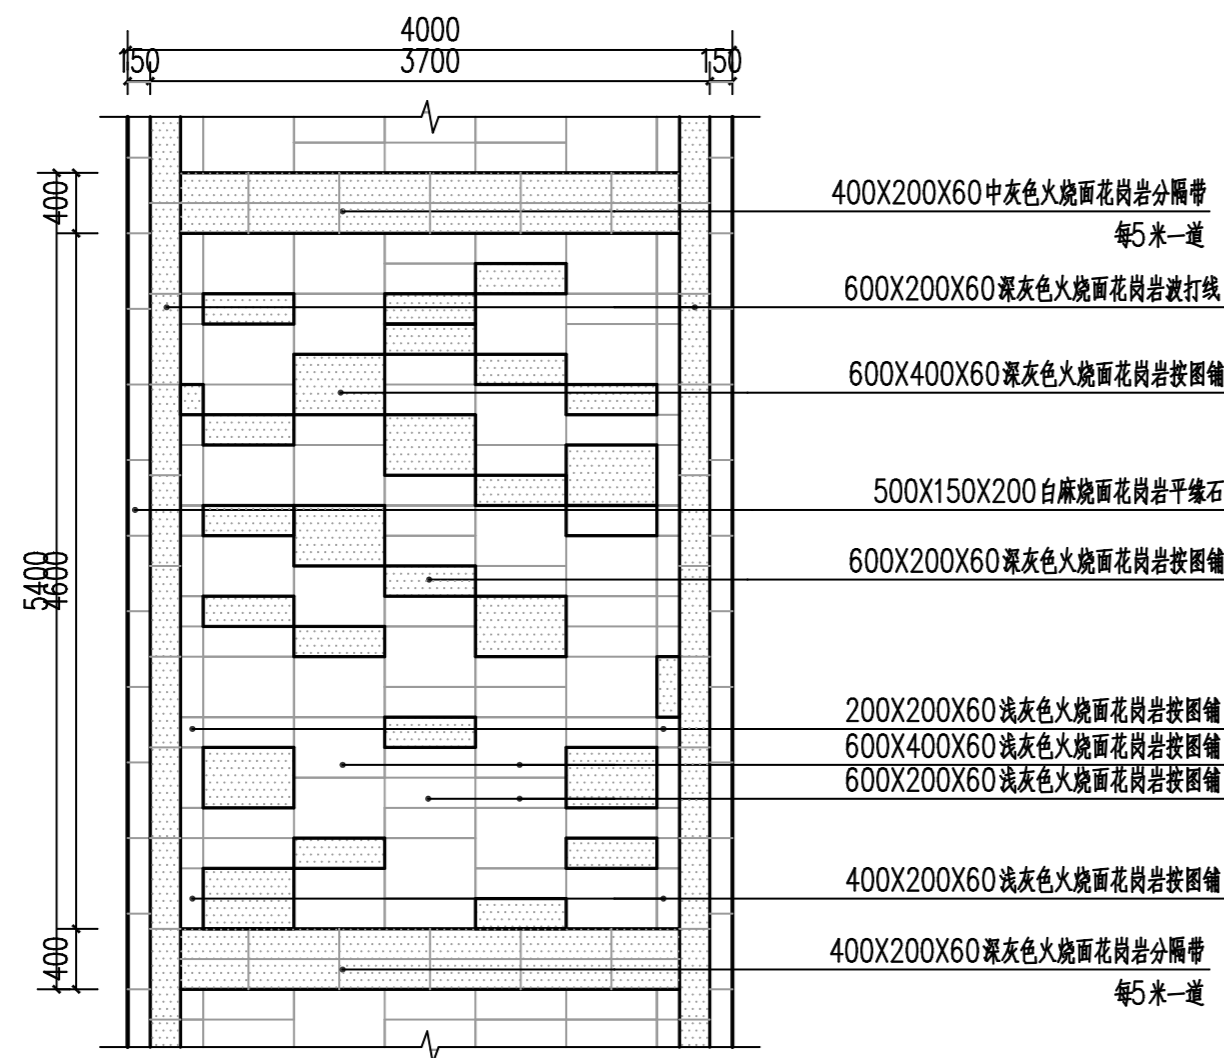 4000
150
3700
150
400
400X200X60中灰色火烧面花岗岩分隔带
每5米一道
600X200X60深灰色火烧面花岗岩波打线
600X400X60深灰色火烧面花岗岩按图铺
500X150X200白麻烧面花岗岩平缘石
5400
4600
600X200X60深灰色火烧面花岗岩按图铺
200X200X60浅灰色火烧面花岗岩按图铺
600X400X60浅灰色火烧面花岗岩按图铺
600X200X60浅灰色火烧面花岗岩按图铺
400X200X60浅灰色火烧面花岗岩按图铺
400
400X200X60深灰色火烧面花岗岩分隔带
每5米一道